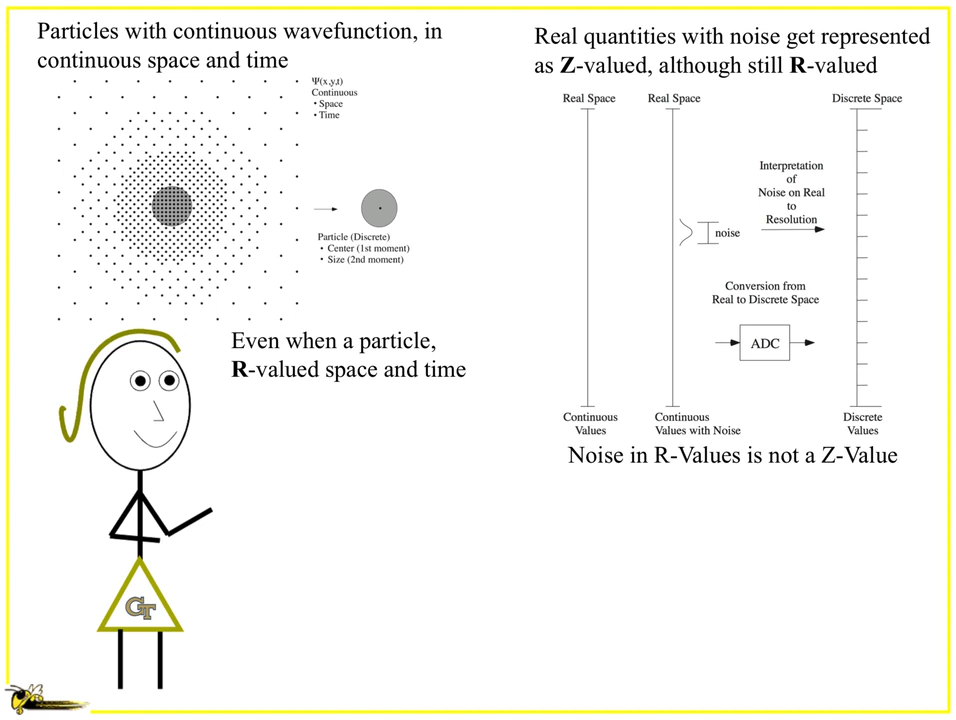 Particles with continuous wavefunction, in
continuous space and time
Ψ(x,y,t)
Continuous
• Space
• Time
Particle (Discrete)
• Center (1st moment)
• Size (2nd moment)
Even when a particle,
R-valued space and time
GT
Real quantities with noise get represented
as Z-valued, although still R-valued
Real Space
Real Space
Discrete Space
Interpretation
of
Noise on Real
to
Resolution
noise
Conversion from
Real to Discrete Space
ADC
Continuous
Values
Continuous
Values with Noise
Discrete
Values
Noise in R-Values is not a Z-Value